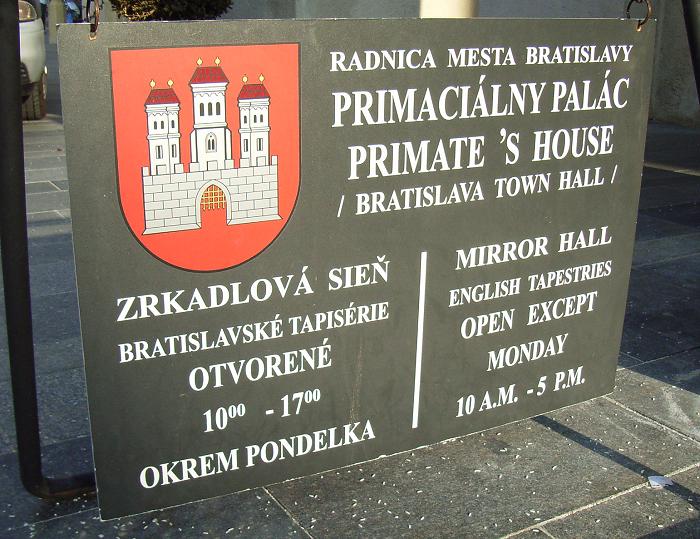 RADNICA MESTA BRATISLAVY
PRIMACIÁLNY PALÁC
PRIMATE 'S HOUSE
/ BRATISLAVA TOWN HALL /
ZRKADLOVÁ SIEŇ
BRATISLAVSKÉ TAPISÉRIE
OTVORENÉ
10⁰⁰ - 17⁰⁰
OKREM PONDELKA
MIRROR HALL
ENGLISH TAPESTRIES
OPEN EXCEPT
MONDAY
10 A.M. - 5 P.M.